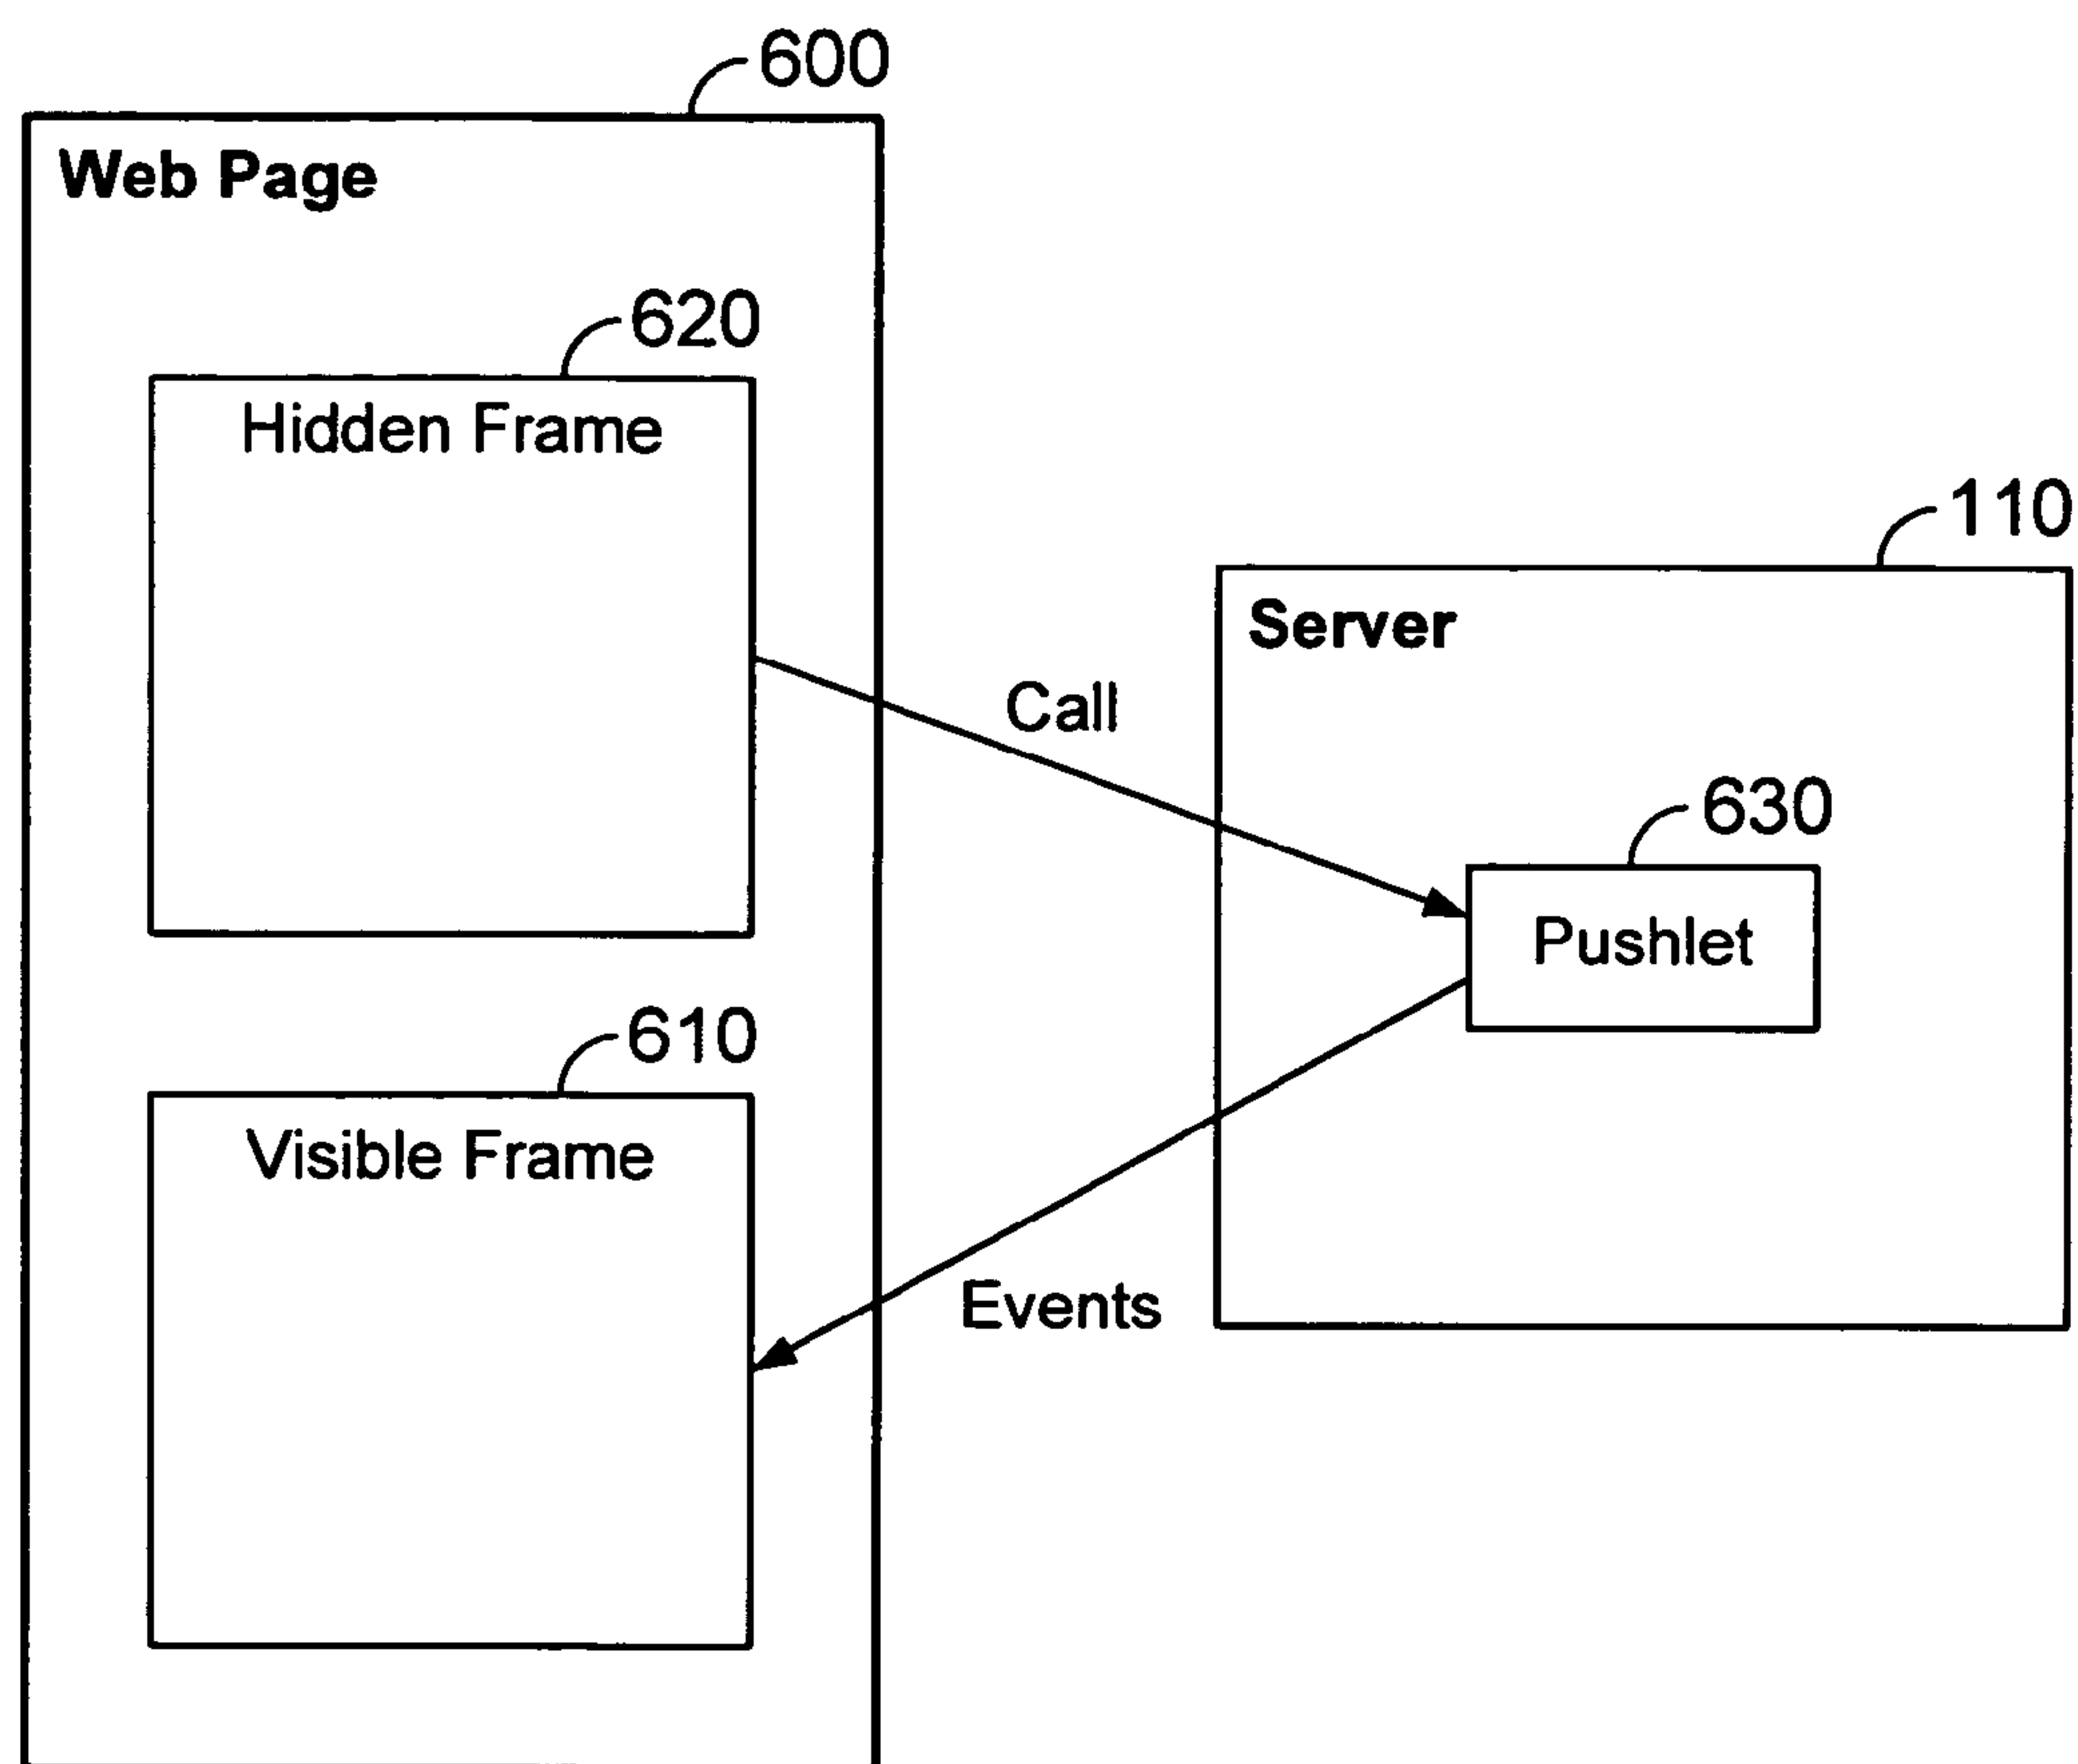 600
Web Page
620
Hidden Frame
110
Server
Call
630
Pushlet
610
Visible Frame
Events